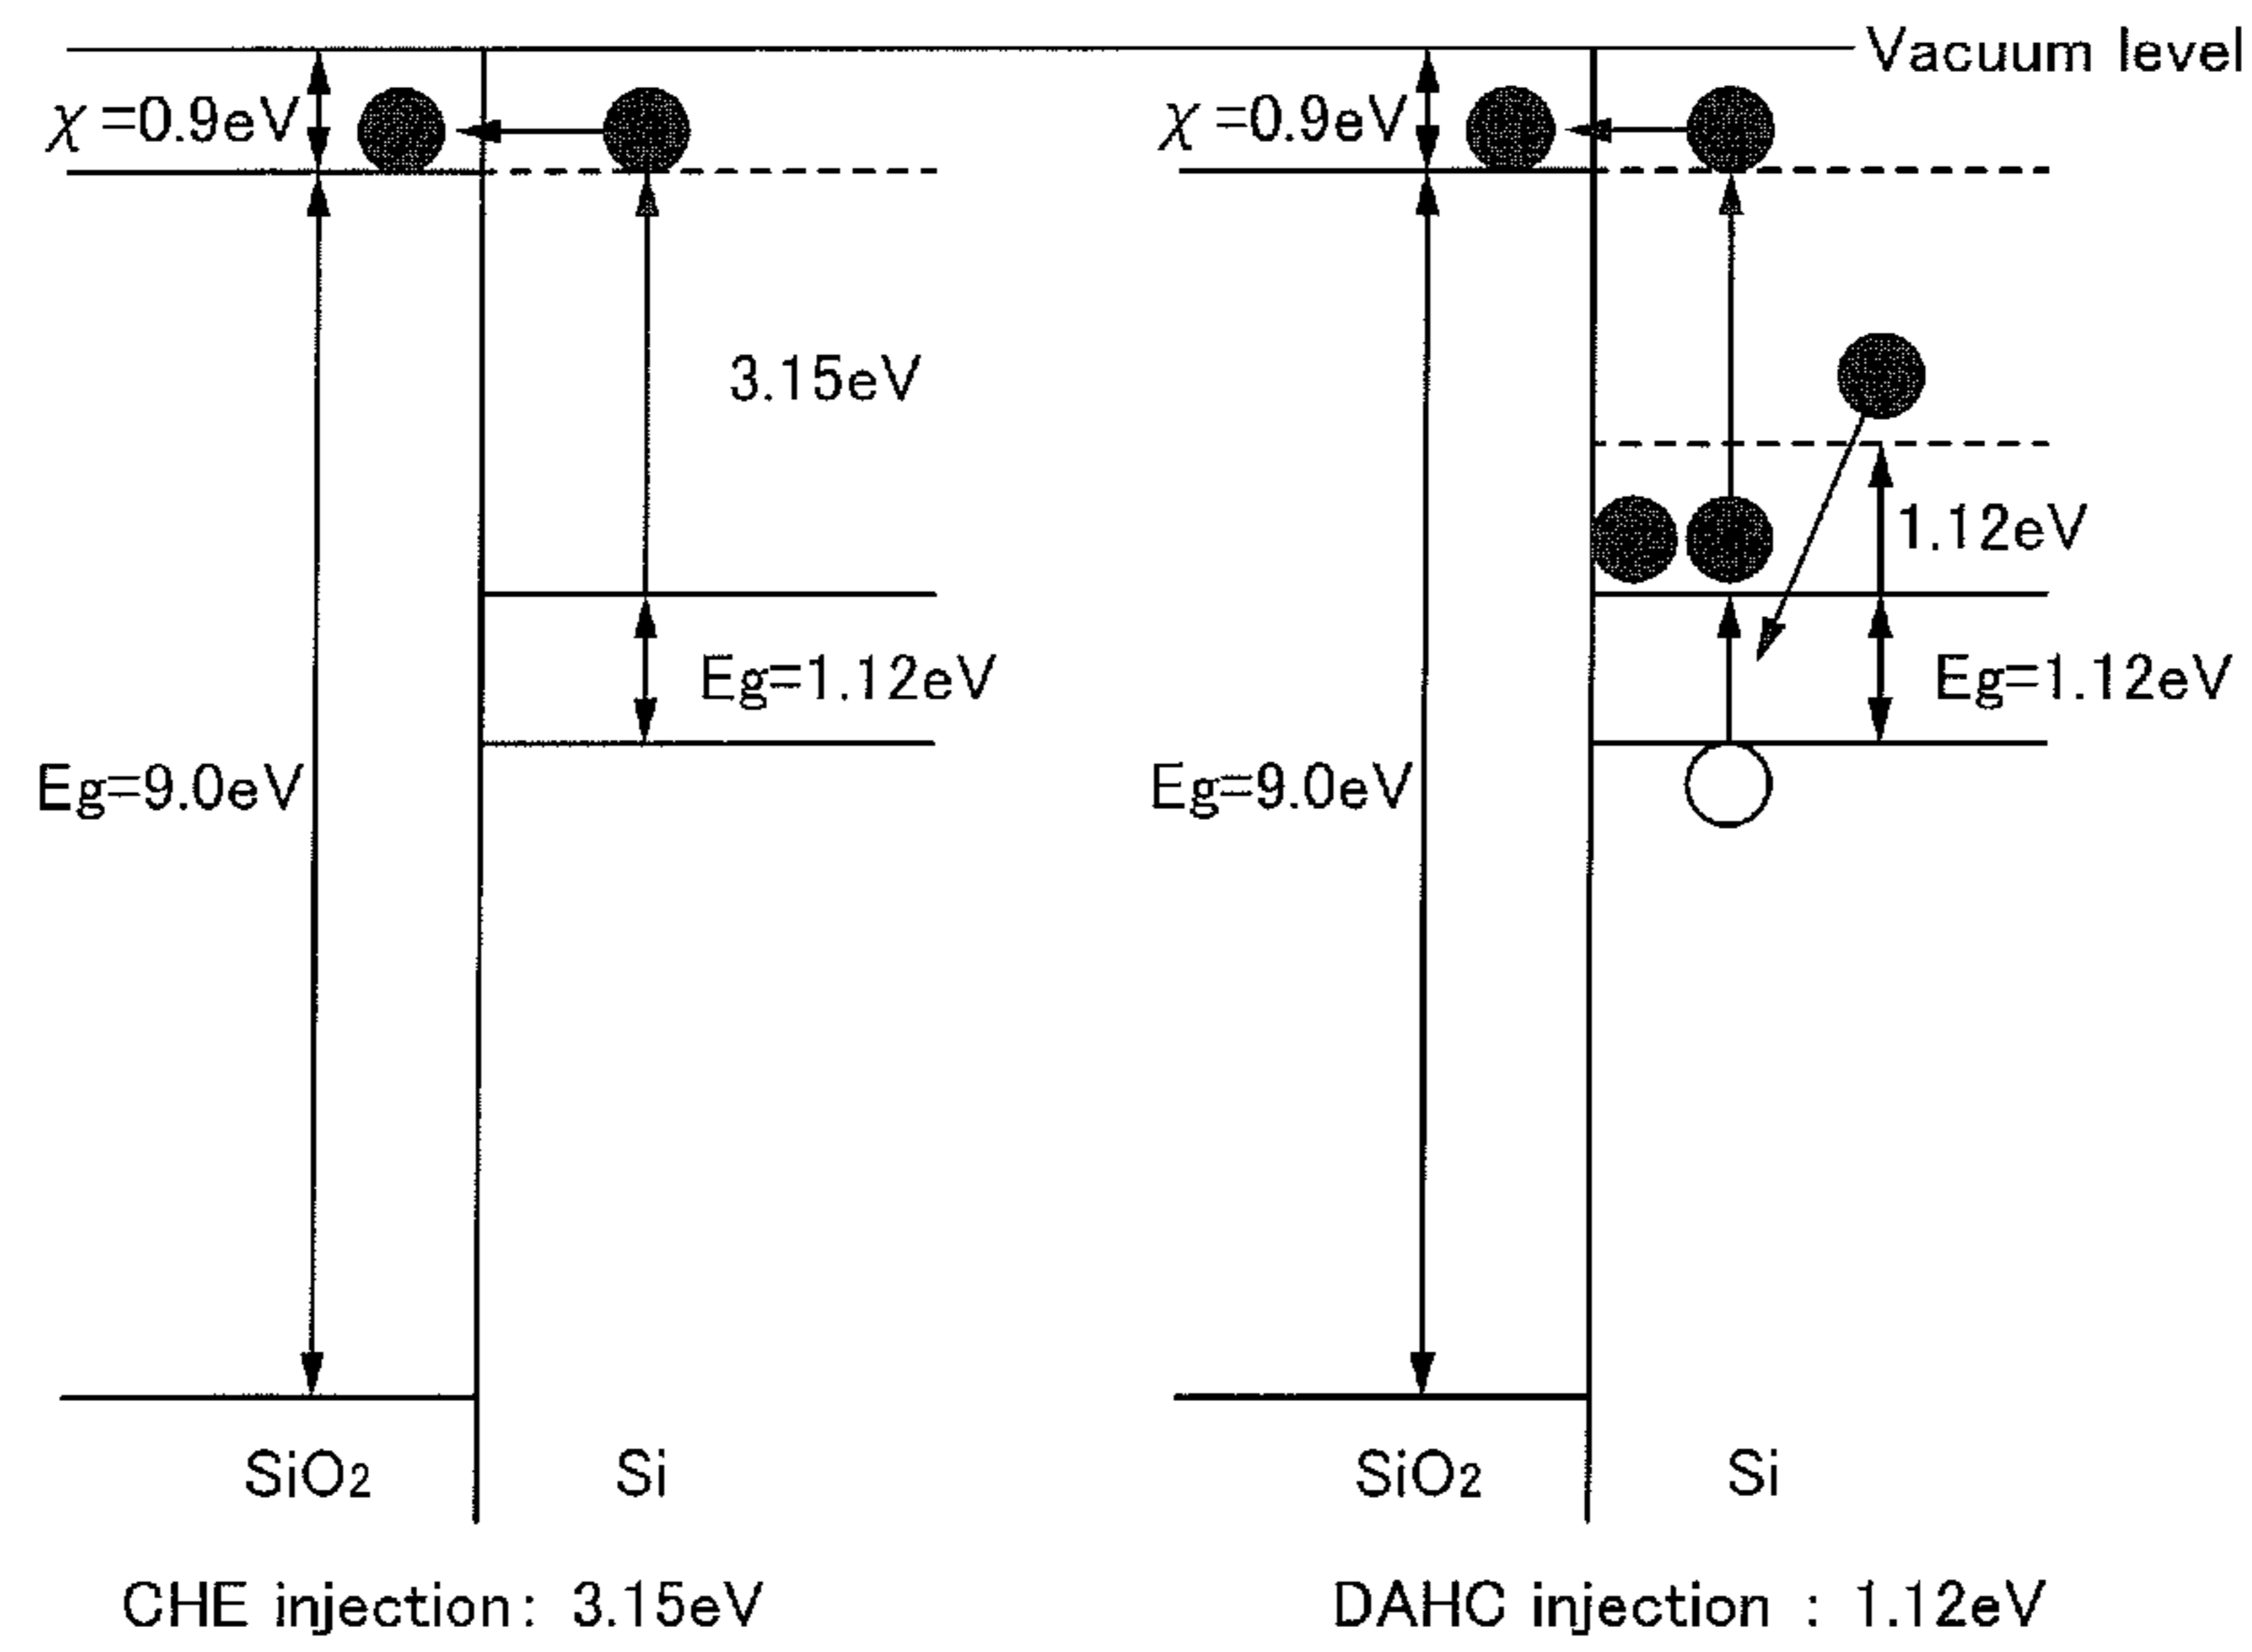 Vacuum level
χ=0.9eV
χ=0.9eV
3.15eV
1.12eV
Eg=1.12eV
Eg=1.12eV
Eg=9.0eV
Eg=9.0eV
SiO₂
Si
SiO₂
Si
CHE injection: 3.15eV
DAHC injection : 1.12eV